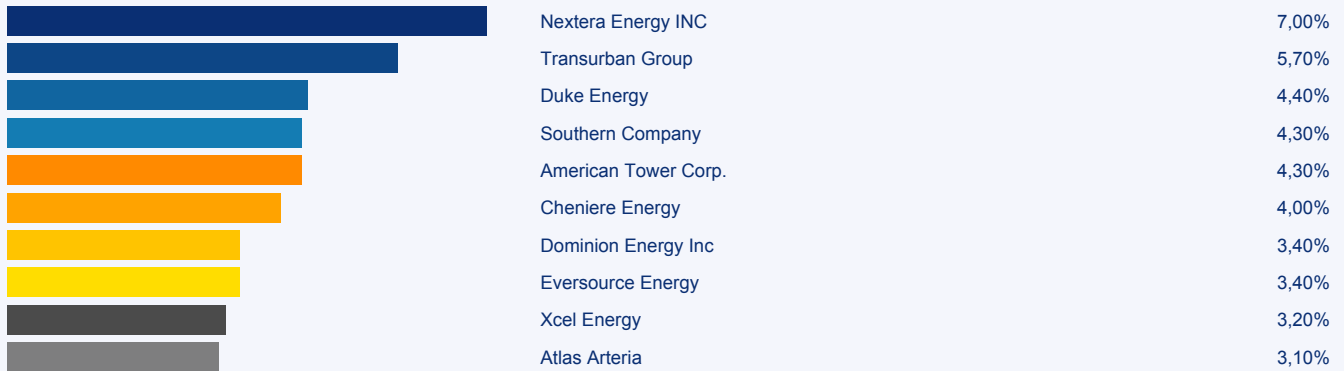 Nextera Energy INC 7,00%
Transurban Group 5,70%
Duke Energy 4,40%
Southern Company 4,30%
American Tower Corp. 4,30%
Cheniere Energy 4,00%
Dominion Energy Inc 3,40%
Eversource Energy 3,40%
Xcel Energy 3,20%
Atlas Arteria 3,10%